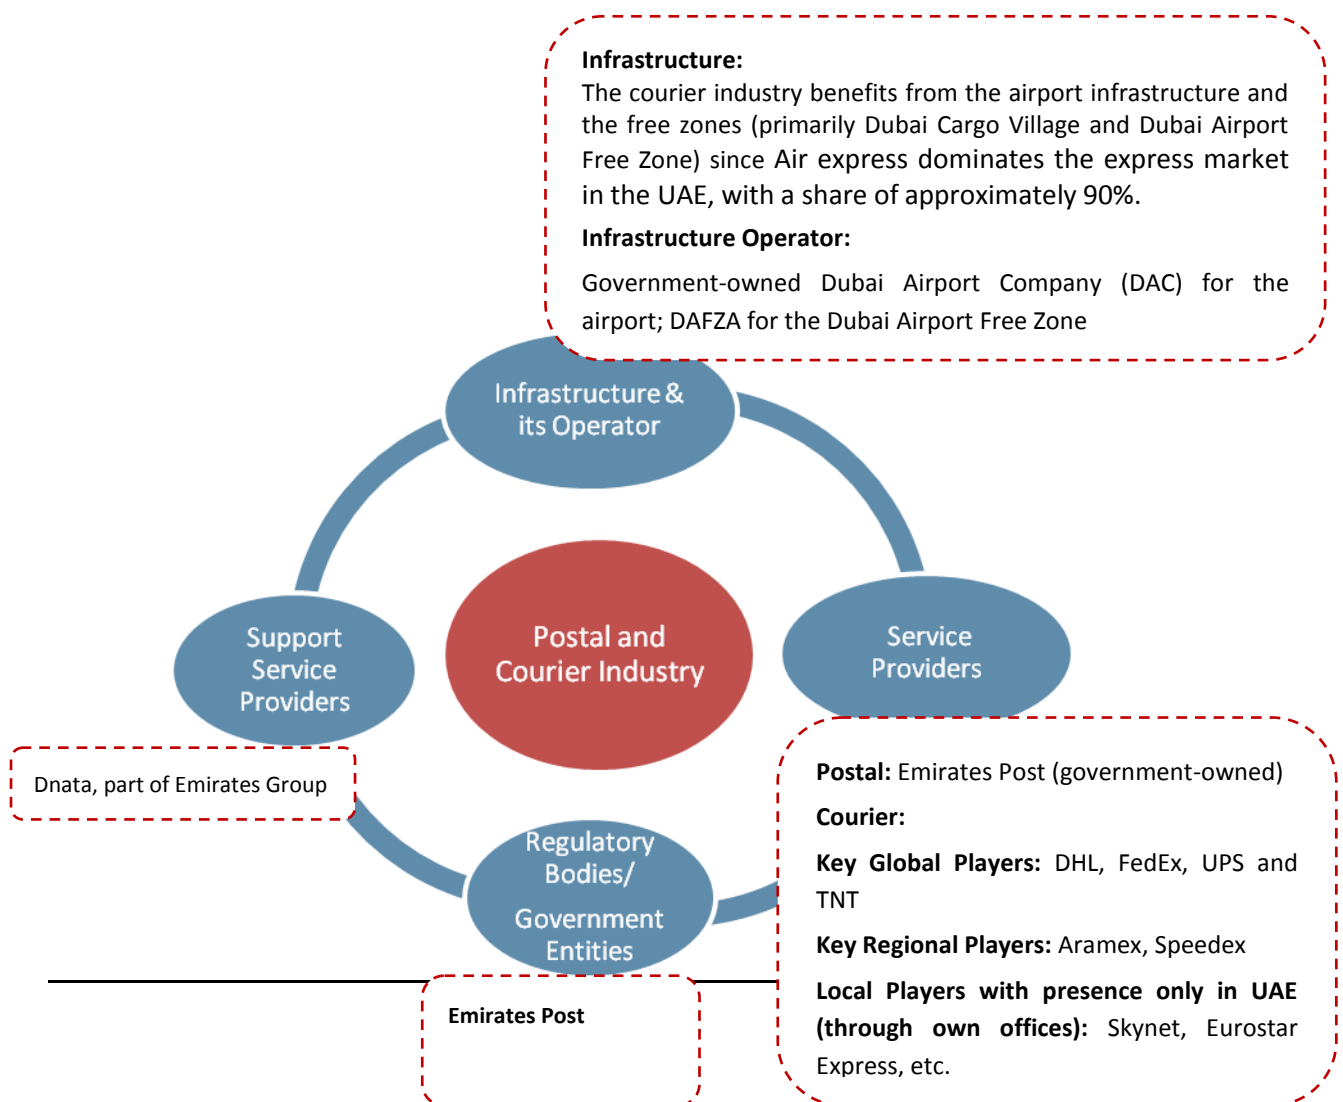 Infrastructure:
The courier industry benefits from the airport infrastructure and
the free zones (primarily Dubai Cargo Village and Dubai Airport
Free Zone) since Air express dominates the express market
in the UAE, with a share of approximately 90%.
Infrastructure Operator:
Government-owned Dubai Airport Company (DAC) for the
airport; DAFZA for the Dubai Airport Free Zone
Infrastructure &
its Operator
Support
Service
Providers
Postal and
Courier Industry
Service
Providers
Dnata, part of Emirates Group
Regulatory
Bodies/
Government
Entities
Emirates Post
Postal: Emirates Post (government-owned)
Courier:
Key Global Players: DHL, FedEx, UPS and
TNT
Key Regional Players: Aramex, Speedex
Local Players with presence only in UAE
(through own offices): Skynet, Eurostar
Express, etc.